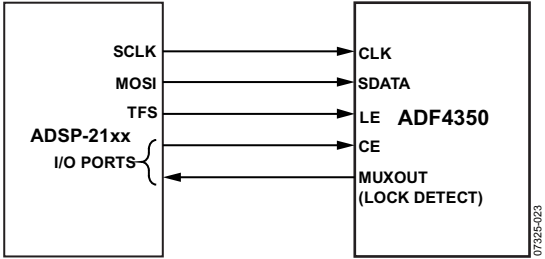 SCLK
MOSI
TFS
ADSP-21xx
I/O PORTS
CLK
SDATA
LE
ADF4350
CE
MUXOUT
(LOCK DETECT)
07325-023